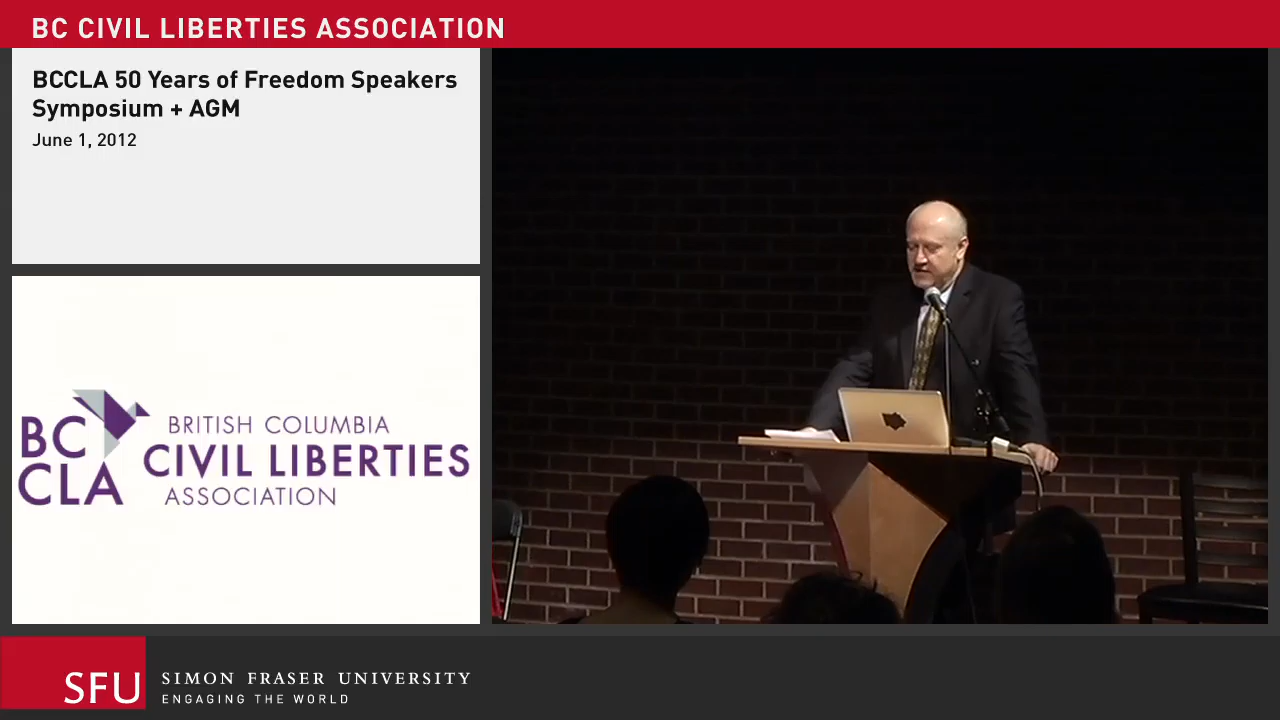 BC CIVIL LIBERTIES ASSOCIATION
BCCLA 50 Years of Freedom Speakers
Symposium + AGM
June 1, 2012
BC
CLA
BRITISH COLUMBIA
CIVIL LIBERTIES
ASSOCIATION
SFU
SIMON FRASER UNIVERSITY
ENGAGING THE WORLD